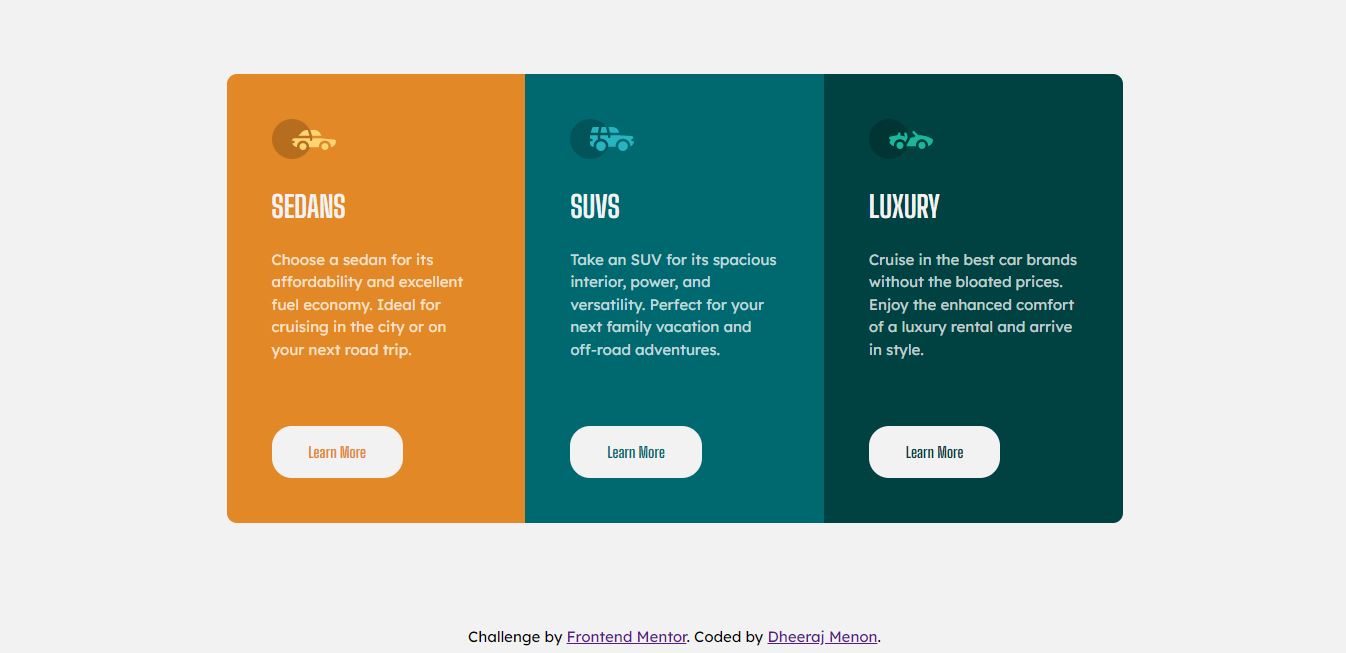 SEDANS
Choose a sedan for its
affordability and excellent
fuel economy. Ideal for
cruising in the city or on
your next road trip.
Learn More
SUVS
Take an SUV for its spacious
interior, power, and
versatility. Perfect for your
next family vacation and
off-road adventures.
Learn More
LUXURY
Cruise in the best car brands
without the bloated prices.
Enjoy the enhanced comfort
of a luxury rental and arrive
in style.
Learn More
Challenge by Frontend Mentor. Coded by Dheeraj Menon.